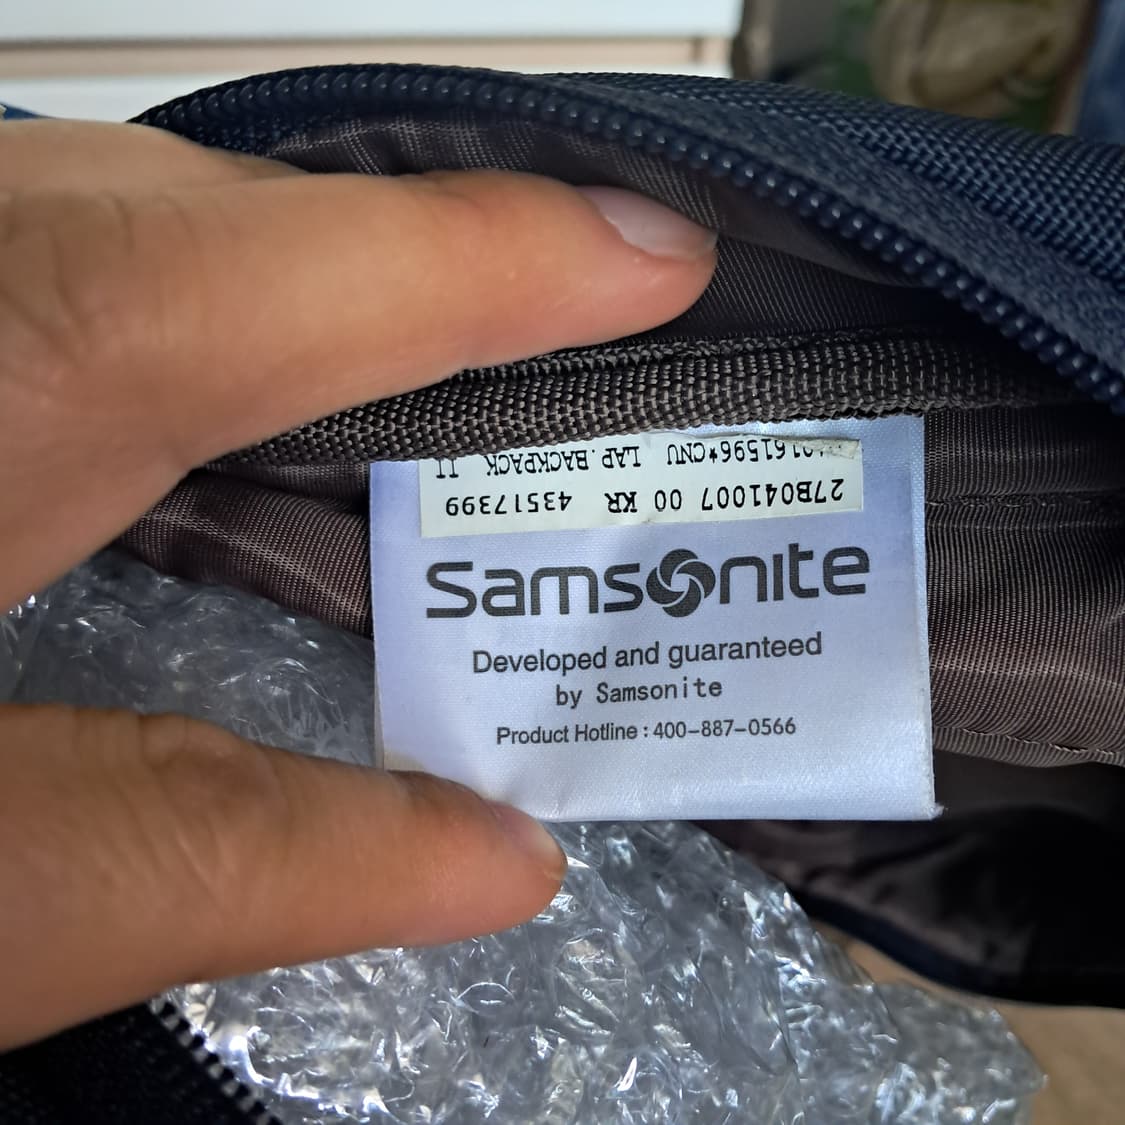 27B041007 00 KR 43517399
161596*CNU LAP.BACKPACK II
Samsonite
Developed and guaranteed
by Samsonite
Product Hotline : 400-887-0566